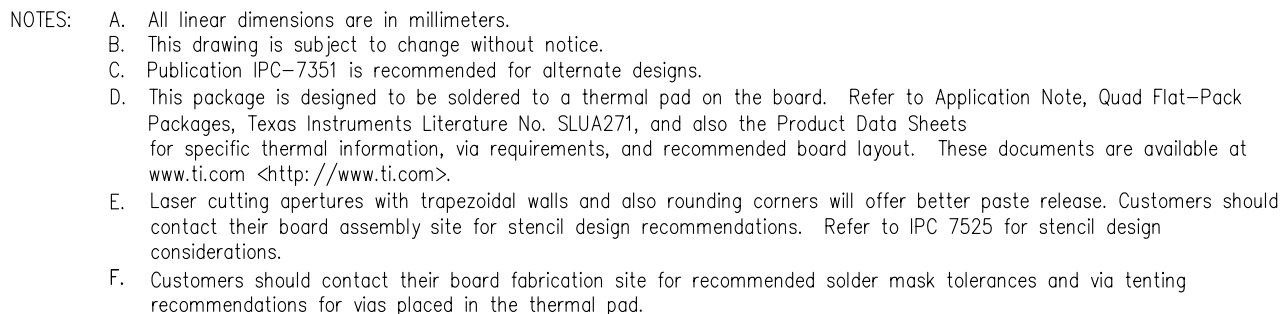 NOTES: A. All linear dimensions are in millimeters.
B. This drawing is subject to change without notice.
C. Publication IPC-7351 is recommended for alternate designs.
D. This package is designed to be soldered to a thermal pad on the board. Refer to Application Note, Quad Flat-Pack
Packages, Texas Instruments Literature No. SLUA271, and also the Product Data Sheets
for specific thermal information, via requirements, and recommended board layout. These documents are available at
www.ti.com <http://www.ti.com>.
E. Laser cutting apertures with trapezoidal walls and also rounding corners will offer better paste release. Customers should
contact their board assembly site for stencil design recommendations. Refer to IPC 7525 for stencil design
considerations.
F. Customers should contact their board fabrication site for recommended solder mask tolerances and via tenting
recommendations for vias placed in the thermal pad.